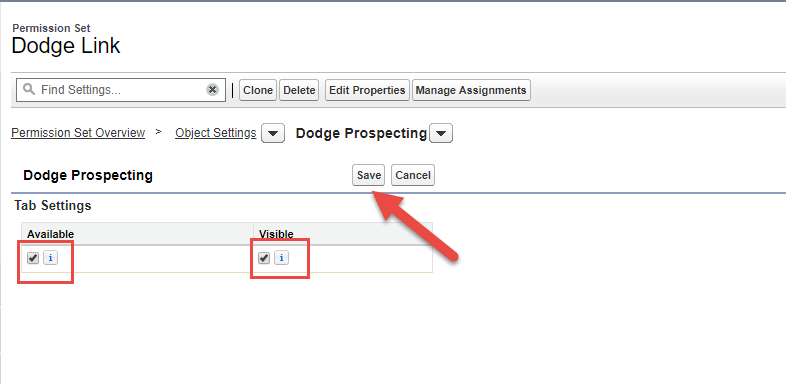 Permission Set
Dodge Link
Find Settings... Clone Delete Edit Properties Manage Assignments
Permission Set Overview > Object Settings Dodge Prospecting
Dodge Prospecting Save Cancel
Tab Settings
Available Visible
i i